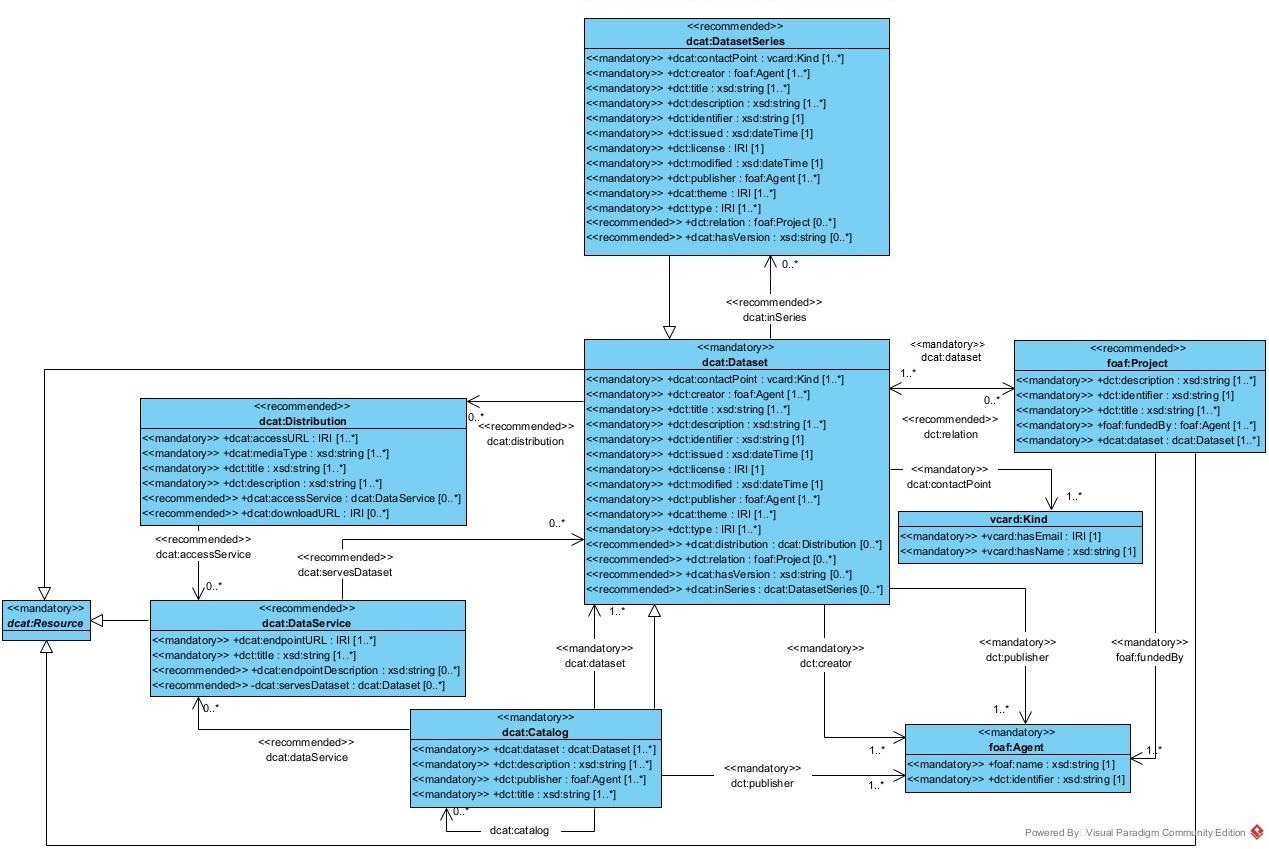 <<recommended>>
dcat:DatasetSeries
<<mandatory>> +dcat:contactPoint : vcard:Kind [1..*]
<<mandatory>> +dct:creator : foaf:Agent [1..*]
<<mandatory>> +dct:title : xsd:string [1..*]
<<mandatory>> +dct:description : xsd:string [1..*]
<<mandatory>> +dct:identifier : xsd:string [1]
<<mandatory>> +dct:issued : xsd:dateTime [1]
<<mandatory>> +dct:license : IRI [1]
<<mandatory>> +dct:modified : xsd:dateTime [1]
<<mandatory>> +dct:publisher : foaf:Agent [1..*]
<<mandatory>> +dcat:theme : IRI [1..*]
<<mandatory>> +dct:type : IRI [1..*]
<<recommended>> +dct:relation : foaf:Project [0..*]
<<recommended>> +dcat:hasVersion : xsd:string [0..*]
0..*
<<recommended>>
dcat:inSeries
<<mandatory>>
dcat:Dataset
<<mandatory>> +dcat:contactPoint : vcard:Kind [1..*]
<<mandatory>> +dct:creator : foaf:Agent [1..*]
<<mandatory>> +dct:title : xsd:string [1..*]
<<mandatory>> +dct:description : xsd:string [1..*]
<<mandatory>> +dct:identifier : xsd:string [1]
<<mandatory>> +dct:issued : xsd:dateTime [1]
<<mandatory>> +dct:license : IRI [1]
<<mandatory>> +dct:modified : xsd:dateTime [1]
<<mandatory>> +dct:publisher : foaf:Agent [1..*]
<<mandatory>> +dcat:theme : IRI [1..*]
<<mandatory>> +dct:type : IRI [1..*]
<<recommended>> +dcat:distribution : dcat:Distribution [0..*]
<<recommended>> +dct:relation : foaf:Project [0..*]
<<recommended>> +dcat:hasVersion : xsd:string [0..*]
<<recommended>> +dcat:inSeries : dcat:DatasetSeries [0..*]
<<mandatory>>
dcat:dataset
1..*
0..*
<<recommended>>
dct:relation
<<recommended>>
foaf:Project
<<mandatory>> +dct:description : xsd:string [1..*]
<<mandatory>> +dct:identifier : xsd:string [1]
<<mandatory>> +dct:title : xsd:string [1..*]
<<mandatory>> +foaf:fundedBy : foaf:Agent [1..*]
<<mandatory>> +dcat:dataset : dcat:Dataset [1..*]
<<recommended>>
dcat:Distribution
<<mandatory>> +dcat:accessURL : IRI [1..*]
<<mandatory>> +dcat:mediaType : xsd:string [1..*]
<<mandatory>> +dct:title : xsd:string [1..*]
<<mandatory>> +dct:description : xsd:string [1..*]
<<recommended>> +dcat:accessService : dcat:DataService [0..*]
<<recommended>> +dcat:downloadURL : IRI [0..*]
0..*
<<recommended>>
dcat:distribution
<<mandatory>>
dcat:contactPoint
1..*
vcard:Kind
<<mandatory>> +vcard:hasEmail : IRI [1]
<<mandatory>> +vcard:hasName : xsd:string [1]
<<recommended>>
dcat:accessService
0..*
0..*
<<recommended>>
dcat:servesDataset
<<mandatory>>
dcat:Resource
<<recommended>>
dcat:DataService
<<mandatory>> +dcat:endpointURL : IRI [1..*]
<<mandatory>> +dct:title : xsd:string [1..*]
<<recommended>> +dcat:endpointDescription : xsd:string [0..*]
<<recommended>> -dcat:servesDataset : dcat:Dataset [0..*]
1..*
<<mandatory>>
dcat:dataset
<<mandatory>>
dct:creator
1..*
<<mandatory>>
dct:publisher
1..*
<<mandatory>>
foaf:fundedBy
1..*
0..*
<<recommended>>
dcat:dataService
<<mandatory>>
dcat:Catalog
<<mandatory>> +dcat:dataset : dcat:Dataset [1..*]
<<mandatory>> +dct:description : xsd:string [1..*]
<<mandatory>> +dct:publisher : foaf:Agent [1..*]
<<mandatory>> +dct:title : xsd:string [1..*]
0..*
dcat:catalog
<<mandatory>>
dct:publisher
1..*
<<mandatory>>
foaf:Agent
<<mandatory>> +foaf:name : xsd:string [1]
<<mandatory>> +dct:identifier : xsd:string [1]
Powered By Visual Paradigm Community Edition